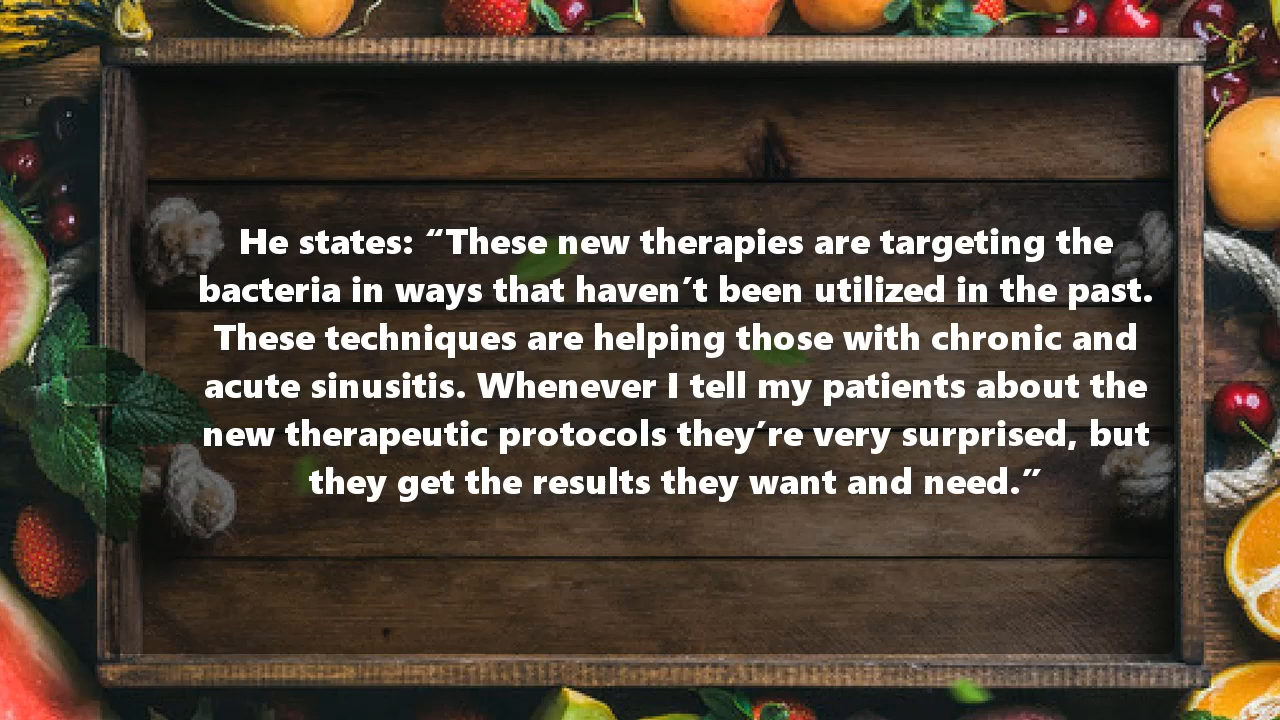 He states: “These new therapies are targeting the
bacteria in ways that haven’t been utilized in the past.
These techniques are helping those with chronic and
acute sinusitis. Whenever I tell my patients about the
new therapeutic protocols they’re very surprised, but
they get the results they want and need.”